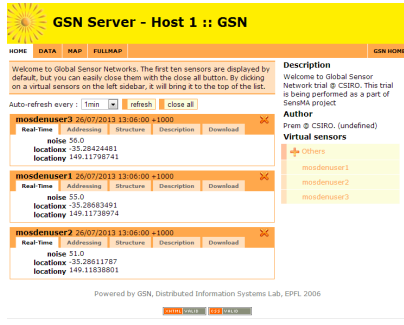 GSN Server - Host 1 :: GSN
HOME DATA MAP FULLMAP GSN HOME
Welcome to Global Sensor Networks. The first ten sensors are displayed by
default, but you can easily close them with the close all button. By clicking
on a virtual sensors on the left sidebar, it will bring it to the top of the list.
Auto-refresh every : 1min refresh close all
mosdenuser3 26/07/2013 13:06:00 +1000
Real-Time Addressing Structure Description Download
noise 56.0
locationx -35.28424481
locationy 149.11798741
mosdenuser1 26/07/2013 13:06:00 +1000
Real-Time Addressing Structure Description Download
noise 55.0
locationx -35.28683491
locationy 149.11738974
mosdenuser2 26/07/2013 13:06:00 +1000
Real-Time Addressing Structure Description Download
noise 51.0
locationx -35.28611787
locationy 149.11838801
Description
Welcome to Global Sensor
Network trial @ CSIRO. This trial
is being performed as a part of
SensMA project
Author
Prem @ CSIRO. (undefined)
Virtual sensors
Others
mosdenuser1
mosdenuser2
mosdenuser3
Powered by GSN, Distributed Information Systems Lab, EPFL 2006
XHTML VALID CSS VALID